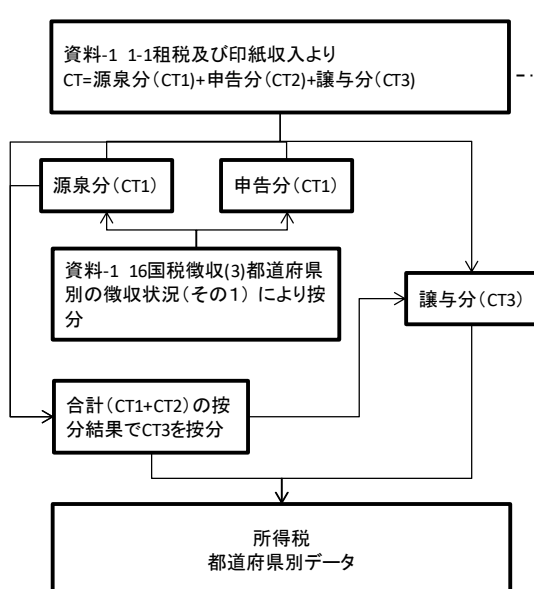 資料-1 1-1租税及び印紙収入より
CT=源泉分(CT1)+申告分(CT2)+譲与分(CT3)
源泉分(CT1)
申告分(CT1)
資料-1 16国税徴収(3)都道府県
別の徴収状況(その1) により按
分
譲与分(CT3)
合計(CT1+CT2)の按
分結果でCT3を按分
所得税
都道府県別データ